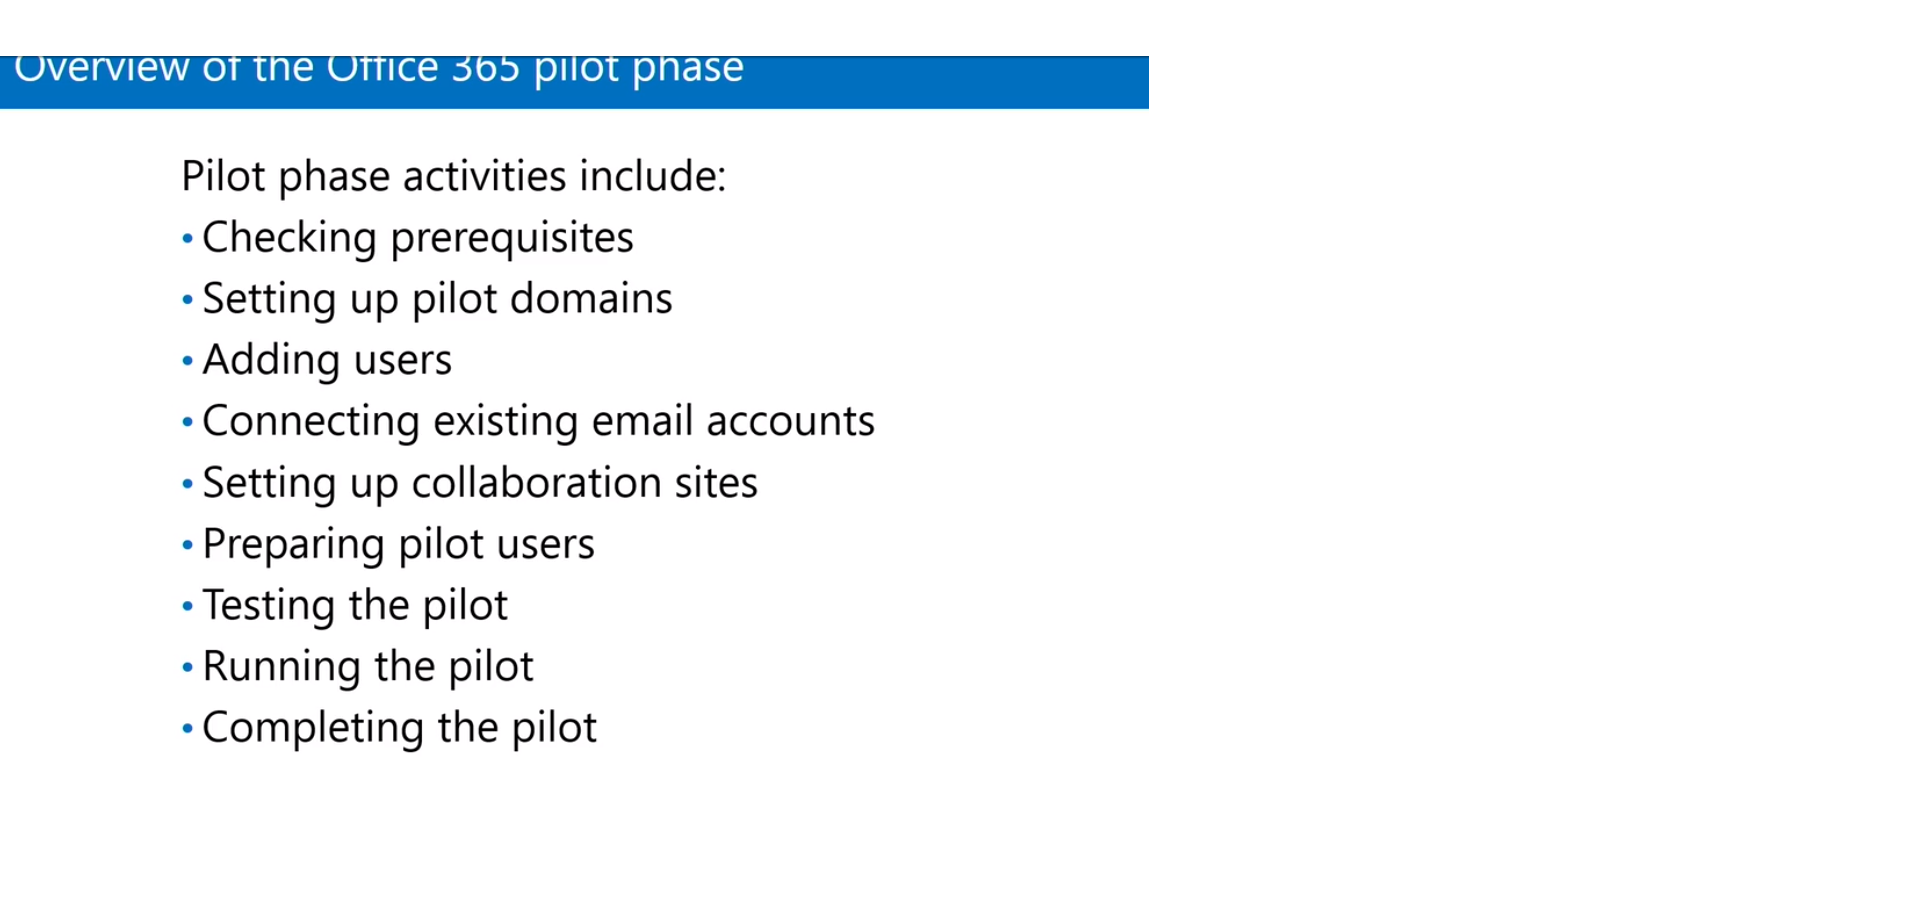 Overview of the Office 365 pilot phase
Pilot phase activities include:
• Checking prerequisites
• Setting up pilot domains
• Adding users
• Connecting existing email accounts
• Setting up collaboration sites
• Preparing pilot users
• Testing the pilot
• Running the pilot
• Completing the pilot